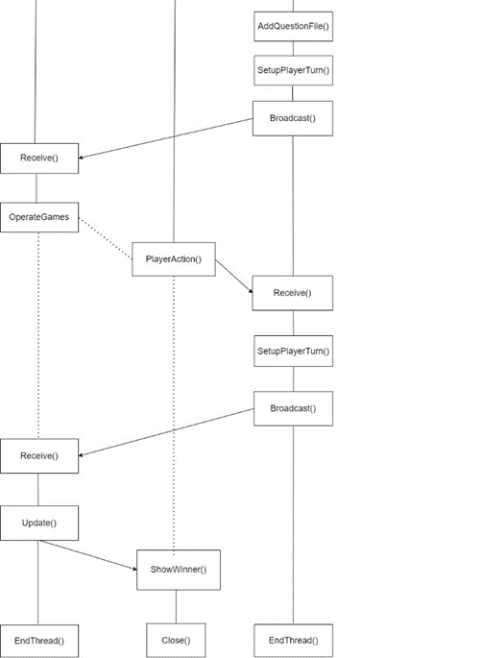 AddQuestionFile()
SetupPlayerTurn()
Broadcast()
Receive()
OperateGames
PlayerAction()
Receive()
SetupPlayerTurn()
Broadcast()
Receive()
Update()
ShowWinner()
EndThread()
Close()
EndThread()